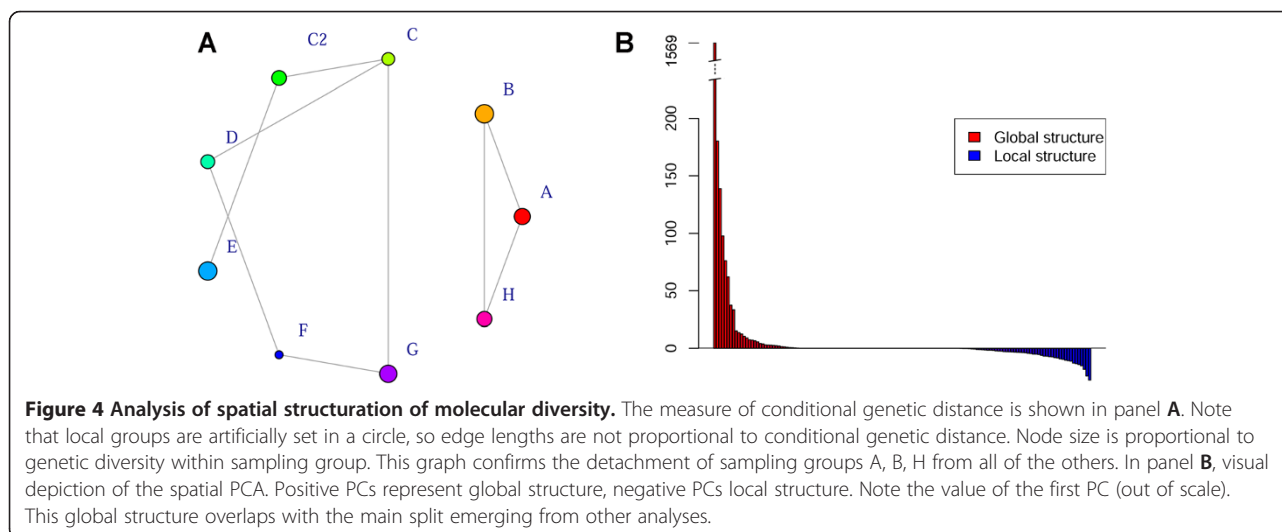 A
C2
C
B
D
A
E
H
F
G
B
1569
200
150
100
50
0
Global structure
Local structure
Figure 4 Analysis of spatial structuration of molecular diversity. The measure of conditional genetic distance is shown in panel A. Note
that local groups are artificially set in a circle, so edge lengths are not proportional to conditional genetic distance. Node size is proportional to
genetic diversity within sampling group. This graph confirms the detachment of sampling groups A, B, H from all of the others. In panel B, visual
depiction of the spatial PCA. Positive PCs represent global structure, negative PCs local structure. Note the value of the first PC (out of scale).
This global structure overlaps with the main split emerging from other analyses.